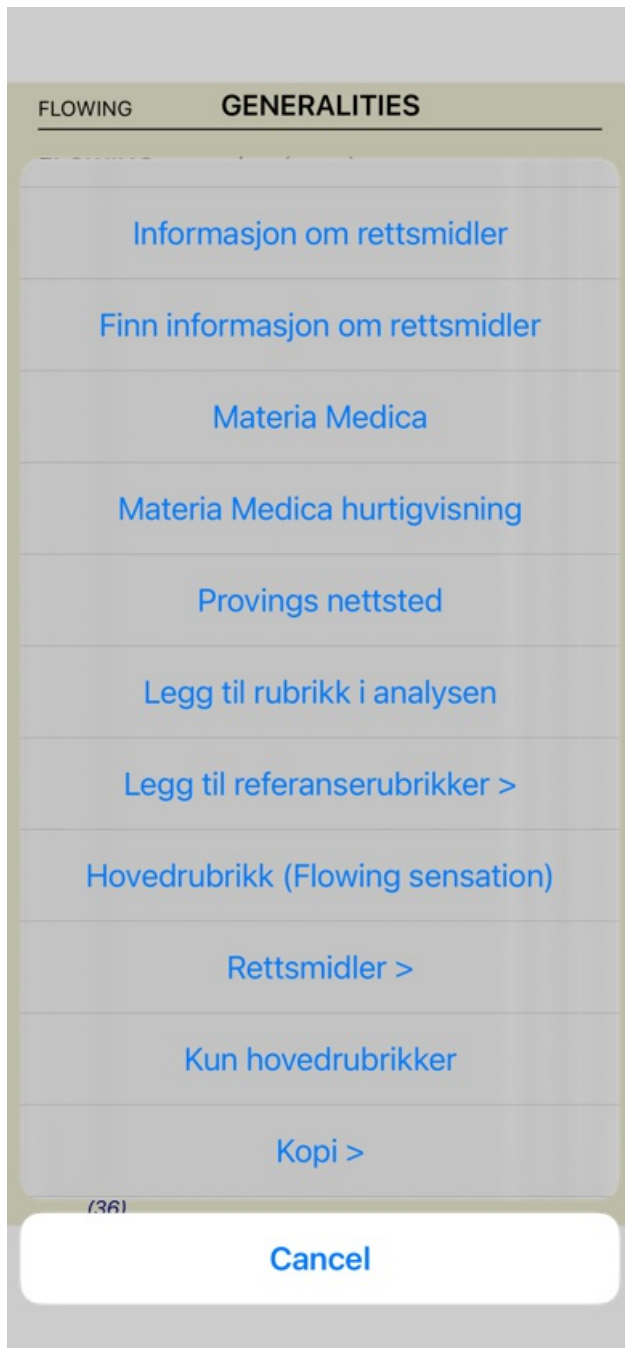 FLOWING GENERALITIES
Informasjon om rettsmidler
Finn informasjon om rettsmidler
Materia Medica
Materia Medica hurtigvisning
Provings nettsted
Legg til rubrikk i analysen
Legg til referanserubrikker >
Hovedrubrikk (Flowing sensation)
Rettsmidler >
Kun hovedrubrikker
Kopi >
(36)
Cancel